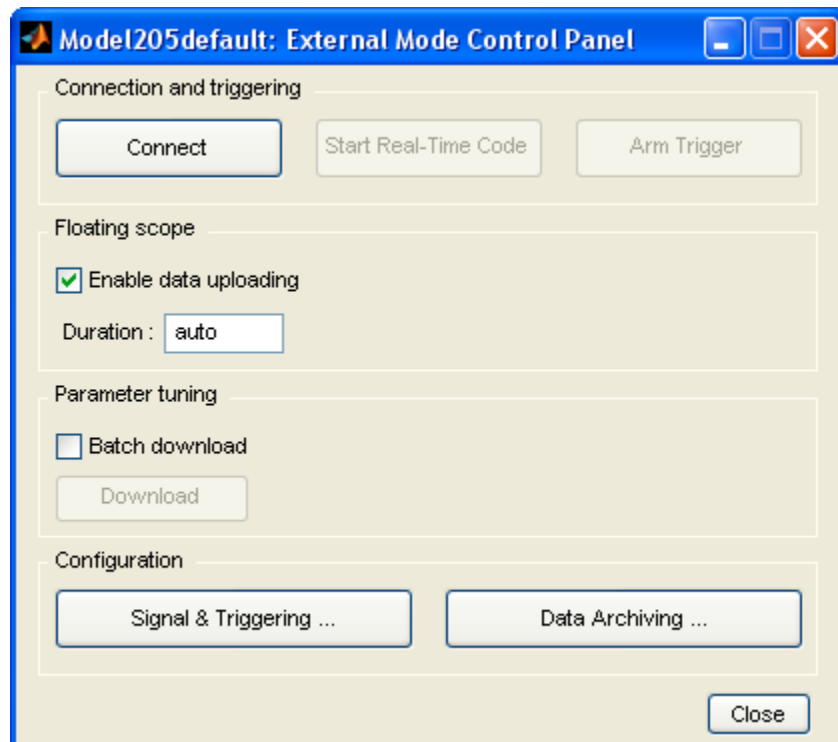 Model205default: External Mode Control Panel
Connection and triggering
Connect
Start Real-Time Code
Arm Trigger
Floating scope
Enable data uploading
Duration : auto
Parameter tuning
Batch download
Download
Configuration
Signal & Triggering ...
Data Archiving ...
Close